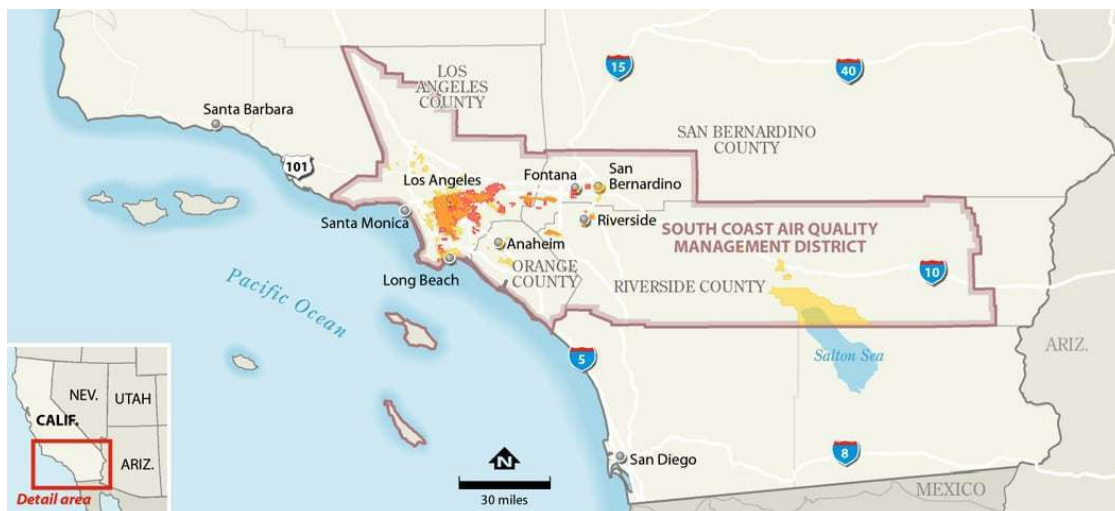 LOS
ANGELES
COUNTY
15
40
Santa Barbara
SAN BERNARDINO
COUNTY
101
Los Angeles
Fontana
San
Bernardino
Santa Monica
Riverside
SOUTH COAST AIR QUALITY
MANAGEMENT DISTRICT
Anaheim
Long Beach
ORANGE
COUNTY
RIVERSIDE COUNTY
10
Pacific Ocean
5
Salton Sea
ARIZ.
NEV.
UTAH
CALIF.
ARIZ.
Detail area
N
30 miles
San Diego
8
MEXICO